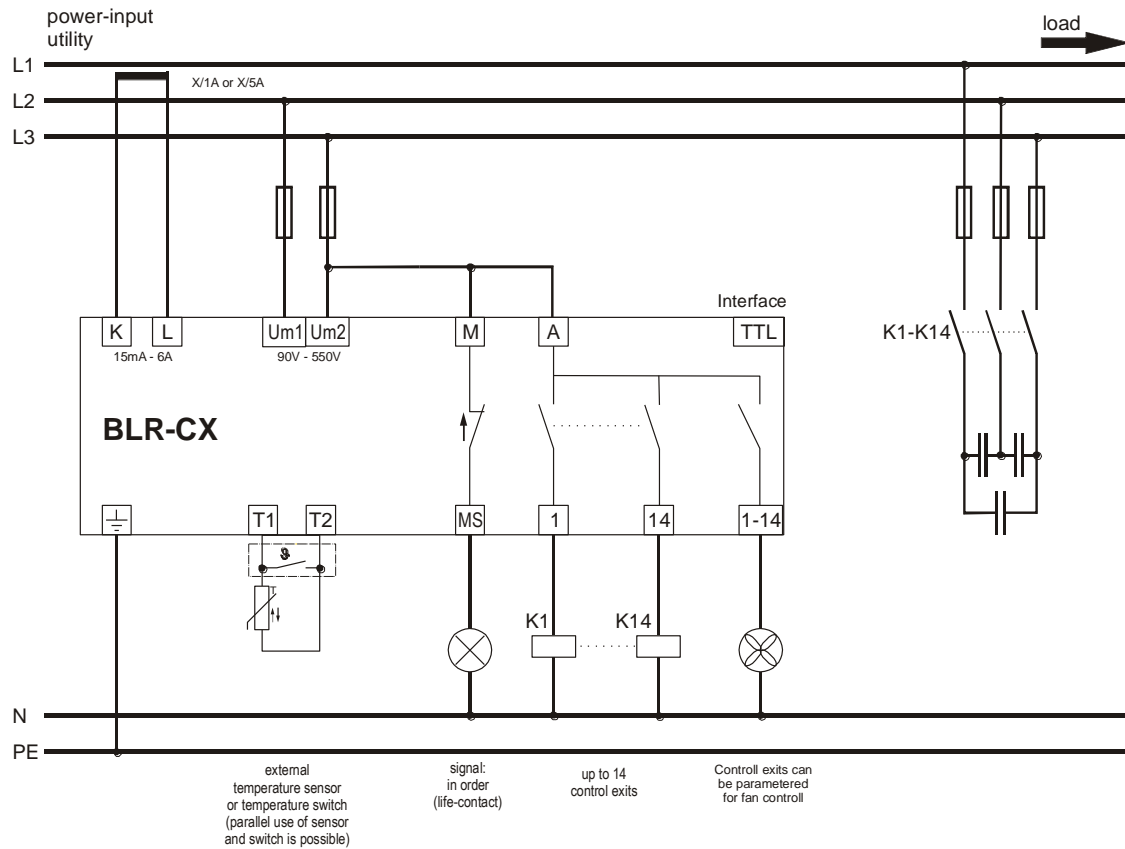 power-input
utility
load
L1
X/1A or X/5A
L2
L3
Interface
K L Um1 Um2 M A TTL
15mA - 6A 90V - 550V
K1-K14
BLR-CX
T1 T2 MS 1 14 1-14
ϑ
T
K1 K14
N
PE
external
temperature sensor
or temperature switch
(parallel use of sensor
and switch is possible)
signal:
in order
(life-contact)
up to 14
control exits
Controll exits can
be parametered
for fan controll